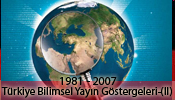 1981 - 2007
Türkiye Bilimsel Yayın Göstergeleri-(II)